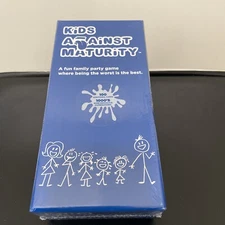 KiDS
AGAiNST
MATURiTY
A fun family party game
where being the worst is the best.